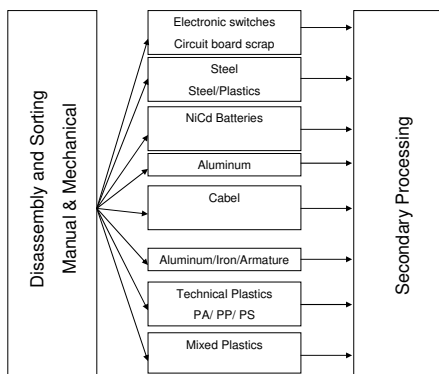 Disassembly and Sorting
Manual & Mechanical
Electronic switches
Circuit board scrap
Steel
Steel/Plastics
NiCd Batteries
Aluminum
Cabel
Aluminum/Iron/Armature
Technical Plastics
PA/ PP/ PS
Mixed Plastics
Secondary Processing